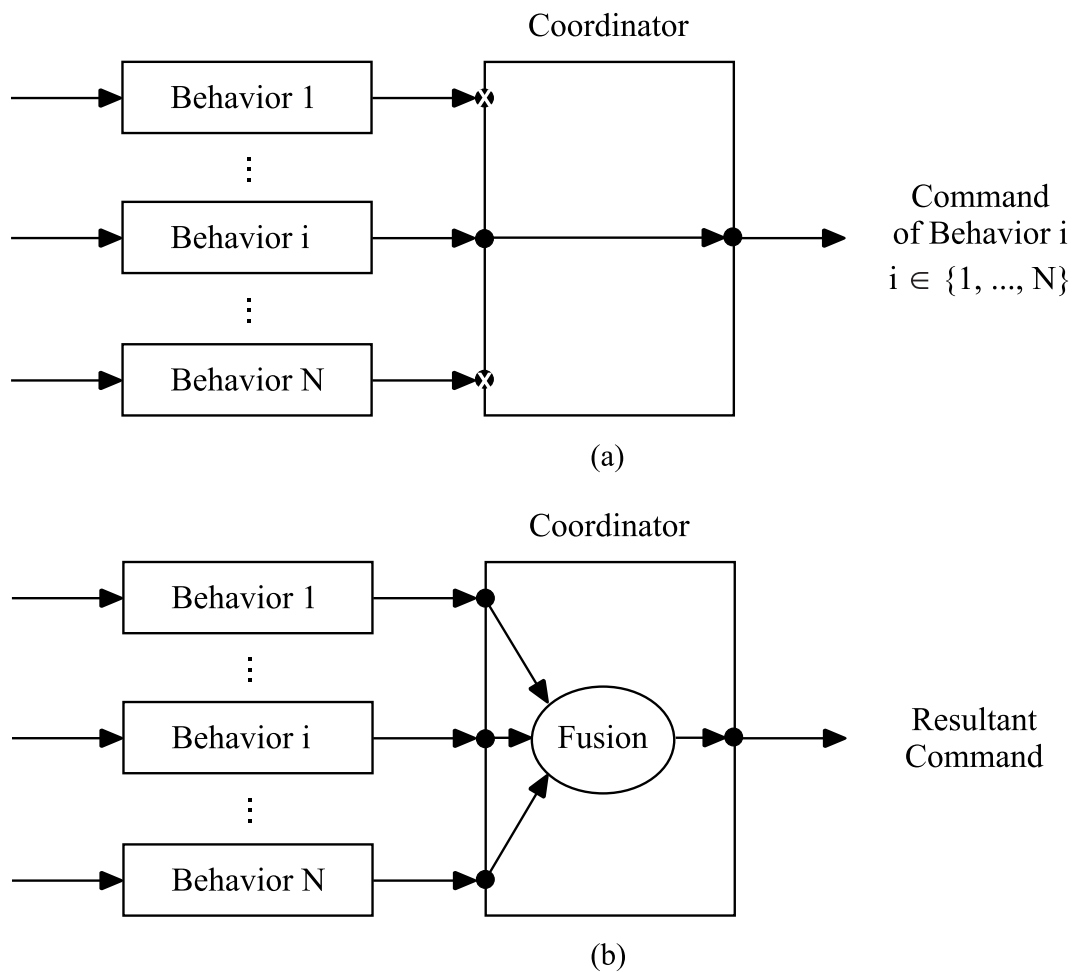 Coordinator
Behavior 1
Behavior i
Behavior N
Command
of Behavior i
i ∈ {1, ..., N}
(a)
Coordinator
Behavior 1
Behavior i
Behavior N
Fusion
Resultant
Command
(b)